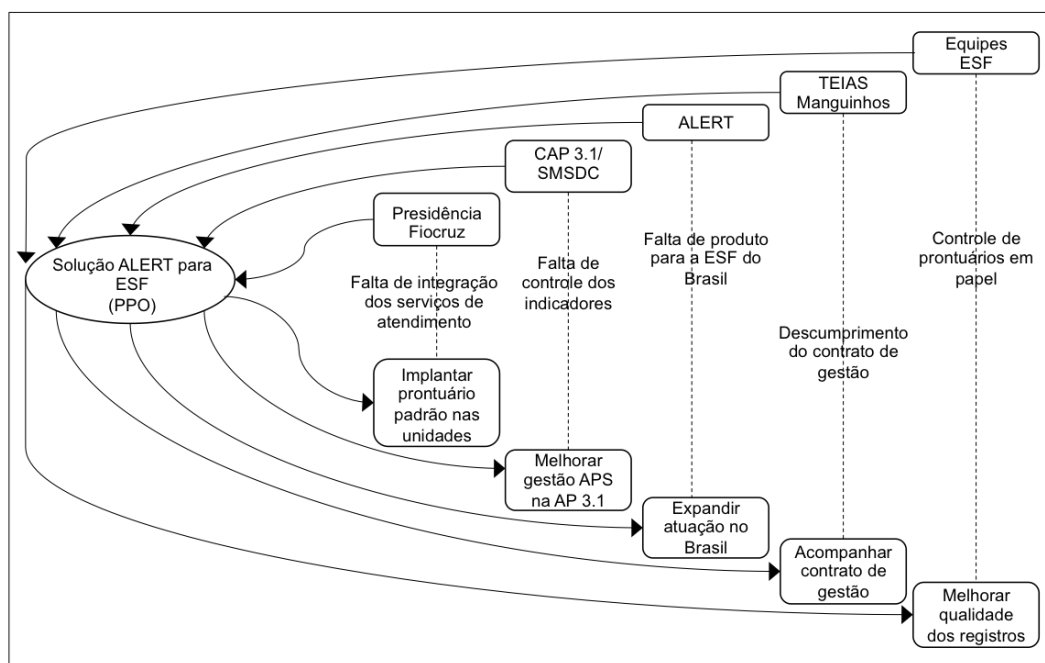 Equipes
ESF
TEIAS
Manguinhos
ALERT
CAP 3.1/
SMSDC
Presidência
Fiocruz
Solução ALERT para
ESF
(PPO)
Falta de integração
dos serviços de
atendimento
Falta de
controle dos
indicadores
Falta de produto
para a ESF do
Brasil
Controle de
prontuários em
papel
Descumprimento
do contrato de
gestão
Implantar
prontuário
padrão nas
unidades
Melhorar
gestão APS
na AP 3.1
Expandir
atuação no
Brasil
Acompanhar
contrato de
gestão
Melhorar
qualidade
dos registros